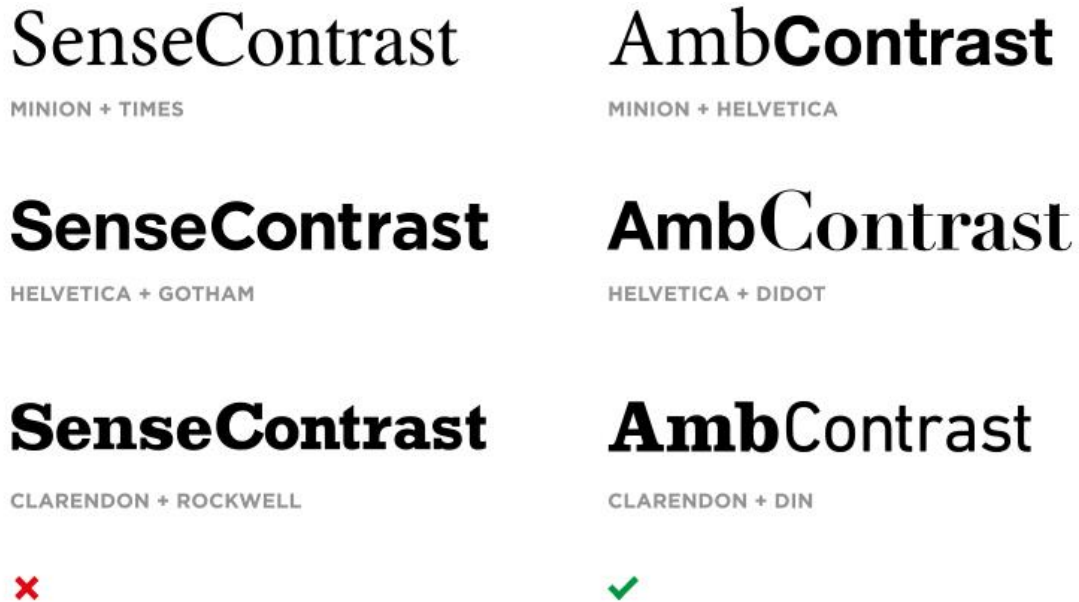 SenseContrast
MINION + TIMES
SenseContrast
HELVETICA + GOTHAM
SenseContrast
CLARENDON + ROCKWELL
AmbContrast
MINION + HELVETICA
AmbContrast
HELVETICA + DIDOT
AmbContrast
CLARENDON + DIN